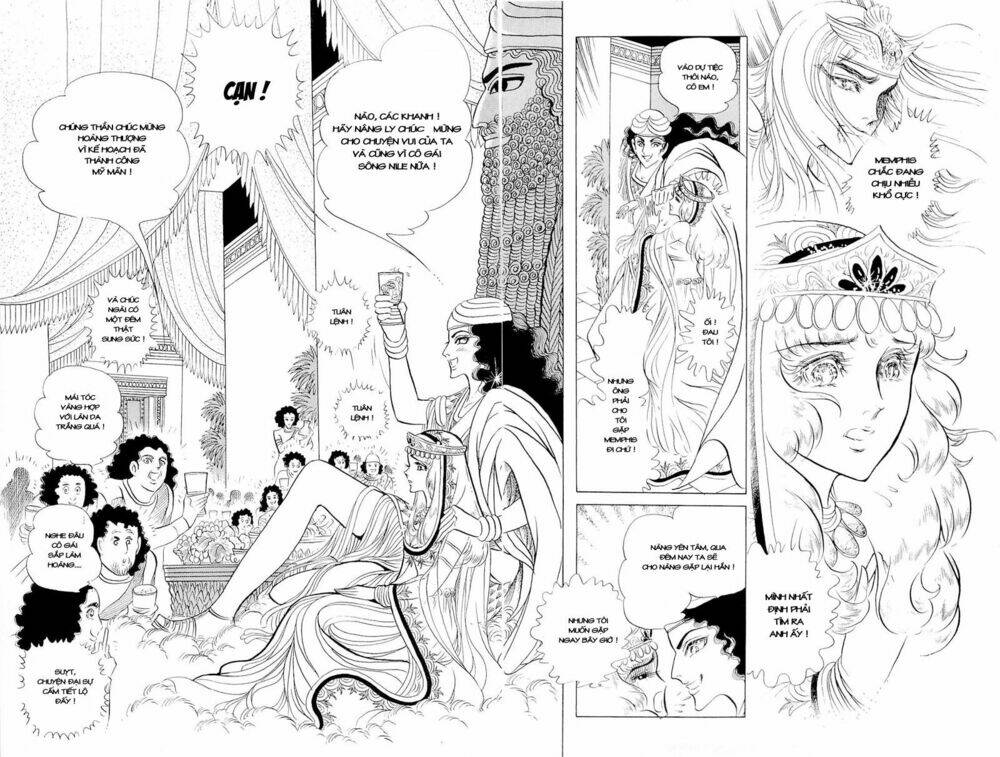 MEMPHIS
CHẮC ĐANG
CHỊU NHIỀU
KHỔ CỰC !
MÌNH NHẤT
ĐỊNH PHẢI
TÌM RA
ANH ẤY !
VÀO DỰ TIỆC
THÔI NÀO,
CÔ EM !
ỐI !
ĐAU
TÔI !
NHƯNG
ÔNG
PHẢI
CHO
TÔI
GẶP
MEMPHIS
ĐI CHỨ !
NÀNG YÊN TÂM, QUA
ĐÊM NAY TA SẼ
CHO NÀNG GẶP LẠI HẮN !
NHƯNG TÔI
MUỐN GẶP
NGAY BÂY GIỜ !
NÀO, CÁC KHANH !
HÃY NÂNG LY CHÚC MỪNG
CHO CHUYỆN VUI CỦA TA
VÀ CŨNG VÌ CÔ GÁI
SÔNG NILE NỮA !
CẠN !
CHÚNG THẦN CHÚC MỪNG
HOÀNG THƯỢNG
VÌ KẾ HOẠCH ĐÃ
THÀNH CÔNG
MỸ MÃN !
TUÂN
LỆNH !
TUÂN
LỆNH !
VÀ CHÚC
NGÀI CÓ
MỘT ĐÊM
THẬT
SUNG SỨC !
MÁI TÓC
VÀNG HỢP
VỚI LÀN DA
TRẮNG QUÁ !
NGHE ĐÂU
CÔ GÁI
SẮP LÀM
HOÀNG....
SUỴT,
CHUYỆN ĐẠI SỰ
CẤM TIẾT LỘ
ĐẤY !